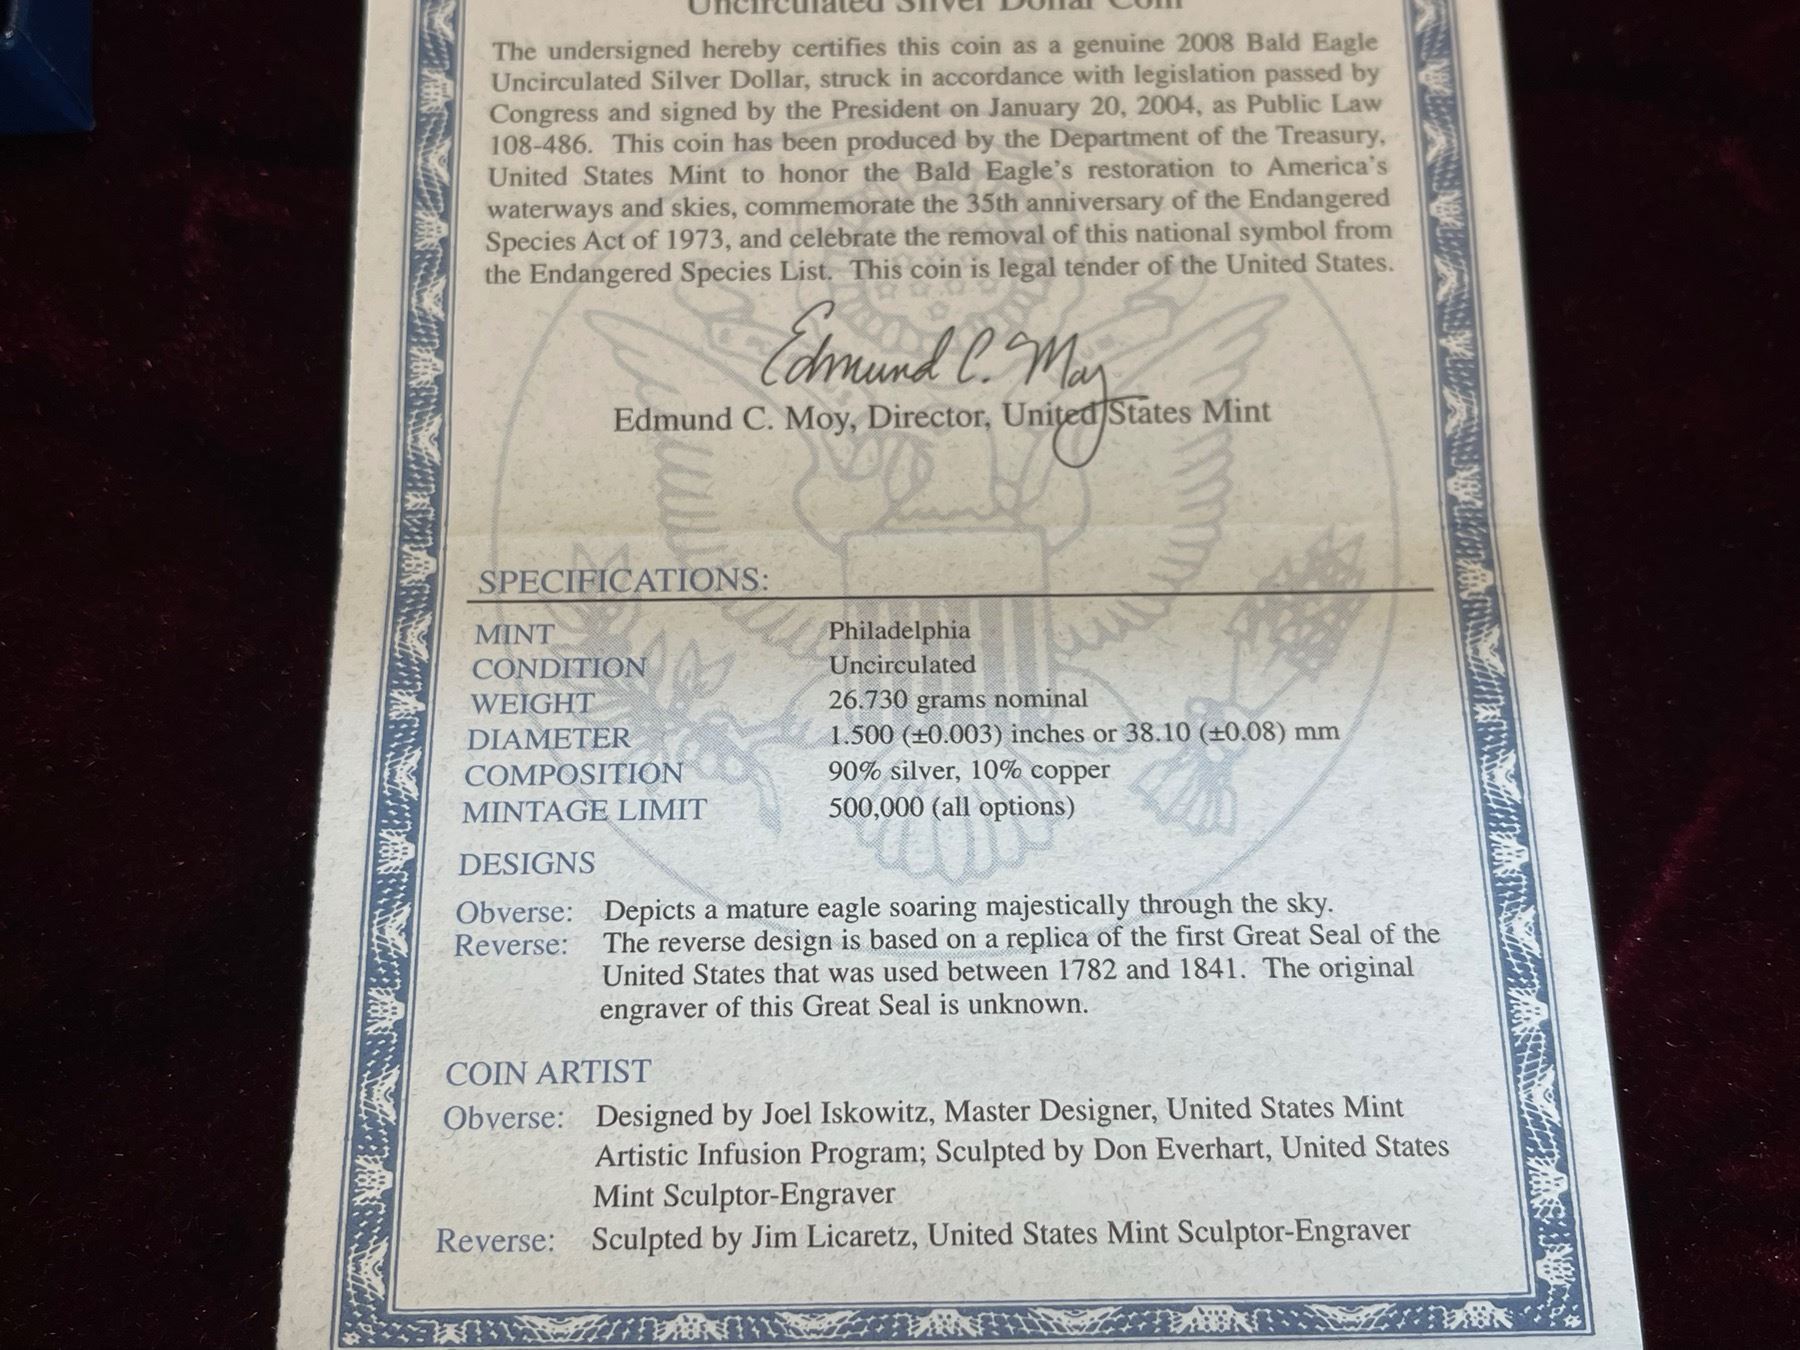 Uncirculated Silver Dollar Coin
The undersigned hereby certifies this coin as a genuine 2008 Bald Eagle
Uncirculated Silver Dollar, struck in accordance with legislation passed by
Congress and signed by the President on January 20, 2004, as Public Law
108-486. This coin has been produced by the Department of the Treasury,
United States Mint to honor the Bald Eagle's restoration to America's
waterways and skies, commemorate the 35th anniversary of the Endangered
Species Act of 1973, and celebrate the removal of this national symbol from
the Endangered Species List. This coin is legal tender of the United States.
Edmund C. Moy
Edmund C. Moy, Director, United States Mint
SPECIFICATIONS:
MINT Philadelphia
CONDITION Uncirculated
WEIGHT 26.730 grams nominal
DIAMETER 1.500 (±0.003) inches or 38.10 (±0.08) mm
COMPOSITION 90% silver, 10% copper
MINTAGE LIMIT 500,000 (all options)
DESIGNS
Obverse: Depicts a mature eagle soaring majestically through the sky.
Reverse: The reverse design is based on a replica of the first Great Seal of the
United States that was used between 1782 and 1841. The original
engraver of this Great Seal is unknown.
COIN ARTIST
Obverse: Designed by Joel Iskowitz, Master Designer, United States Mint
Artistic Infusion Program; Sculpted by Don Everhart, United States
Mint Sculptor-Engraver
Reverse: Sculpted by Jim Licaretz, United States Mint Sculptor-Engraver